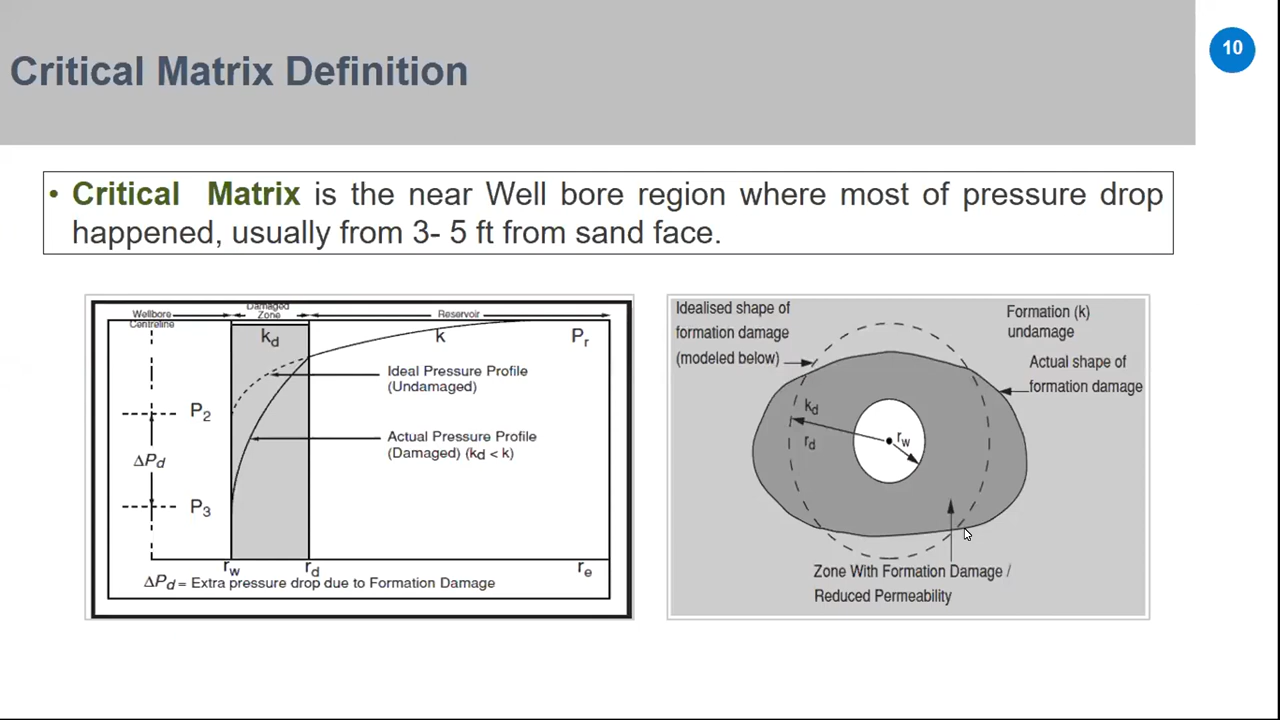 10
Critical Matrix Definition
• Critical Matrix is the near Well bore region where most of pressure drop
happened, usually from 3- 5 ft from sand face.
Wellbore
Centreline
Damaged
Zone
Reservoir
kd
k
Pr
Ideal Pressure Profile
(Undamaged)
P2
Actual Pressure Profile
(Damaged) (kd < k)
ΔPd
P3
rw
rd
re
ΔPd = Extra pressure drop due to Formation Damage
Idealised shape of
formation damage
(modeled below)
Formation (k)
undamage
Actual shape of
formation damage
kd
rd
rw
Zone With Formation Damage /
Reduced Permeability